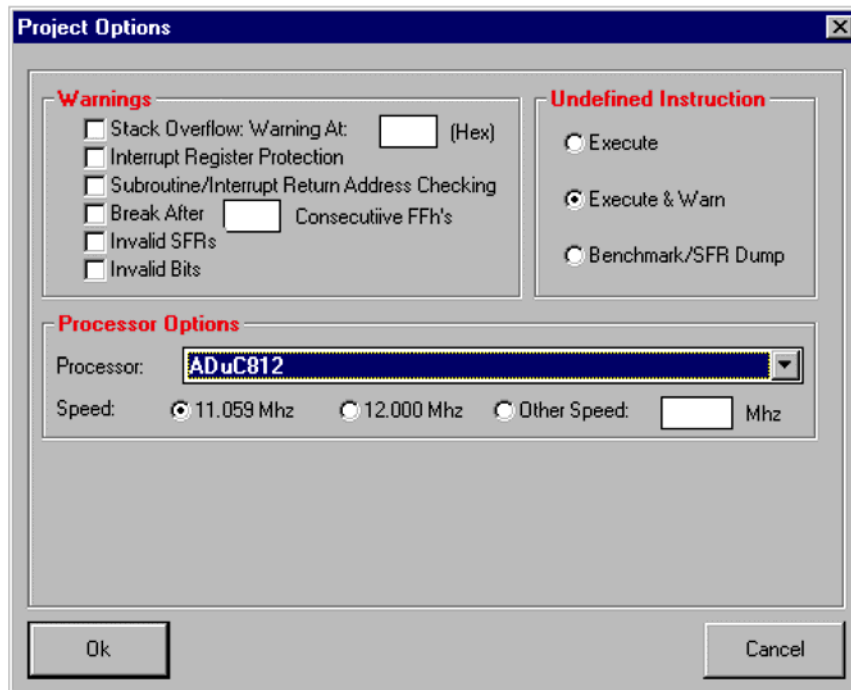 Project Options
Warnings
Stack Overflow: Warning At: (Hex)
Interrupt Register Protection
Subroutine/Interrupt Return Address Checking
Break After Consecutiive FFh's
Invalid SFRs
Invalid Bits
Undefined Instruction
Execute
Execute & Warn
Benchmark/SFR Dump
Processor Options
Processor: ADuC812
Speed: 11.059 Mhz 12.000 Mhz Other Speed: Mhz
Ok Cancel